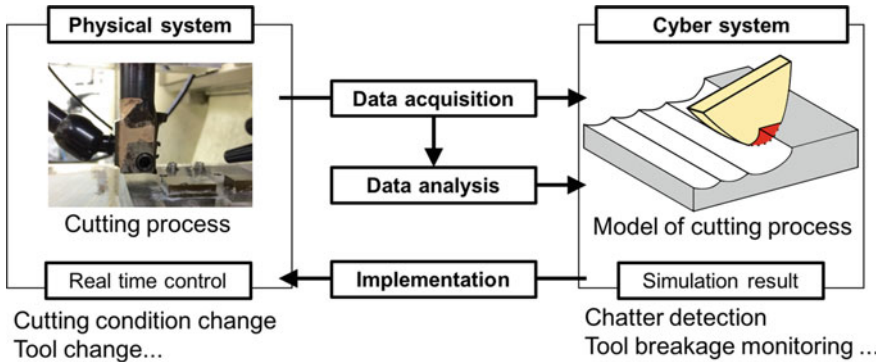 Physical system
Cutting process
Real time control
Cutting condition change
Tool change...
Data acquisition
Data analysis
Implementation
Cyber system
Model of cutting process
Simulation result
Chatter detection
Tool breakage monitoring ...